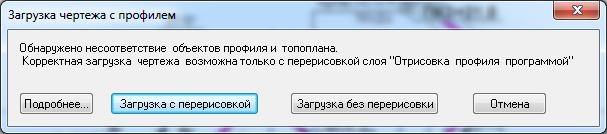 Загрузка чертежа с профилем
Обнаружено несоответствие объектов профиля и топоплана.
Корректная загрузка чертежа возможна только с перерисовкой слоя "Отрисовка профиля программой"
Подробнее... Загрузка с перерисовкой Загрузка без перерисовки Отмена